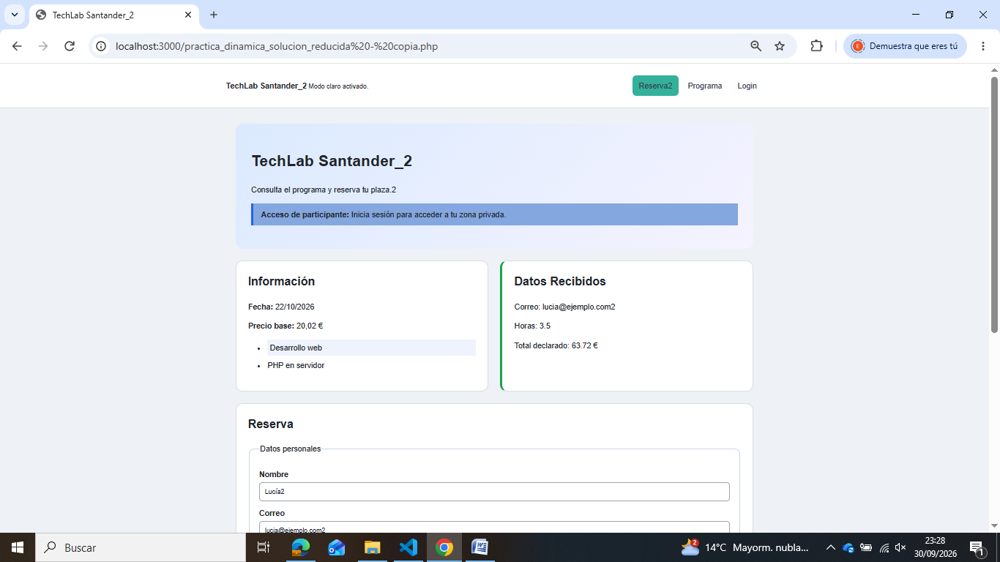 TechLab Santander_2
localhost:3000/practica_dinamica_solucion_reducida%20-%20copia.php
E
Demuestra que eres tú
TechLab Santander_2 Modo claro activado.
Reserva2
Programa
Login
TechLab Santander_2
Consulta el programa y reserva tu plaza.2
Acceso de participante: Inicia sesión para acceder a tu zona privada.
Información
Fecha: 22/10/2026
Precio base: 20,02 €
• Desarrollo web
• PHP en servidor
Datos Recibidos
Correo: lucia@ejemplo.com2
Horas: 3.5
Total declarado: 63.72 €
Reserva
Datos personales
Nombre
Lucía2
Correo
lucia@ejemplo.com2
Buscar
2
14°C Mayorm. nubla...
23:28
30/09/2026
1